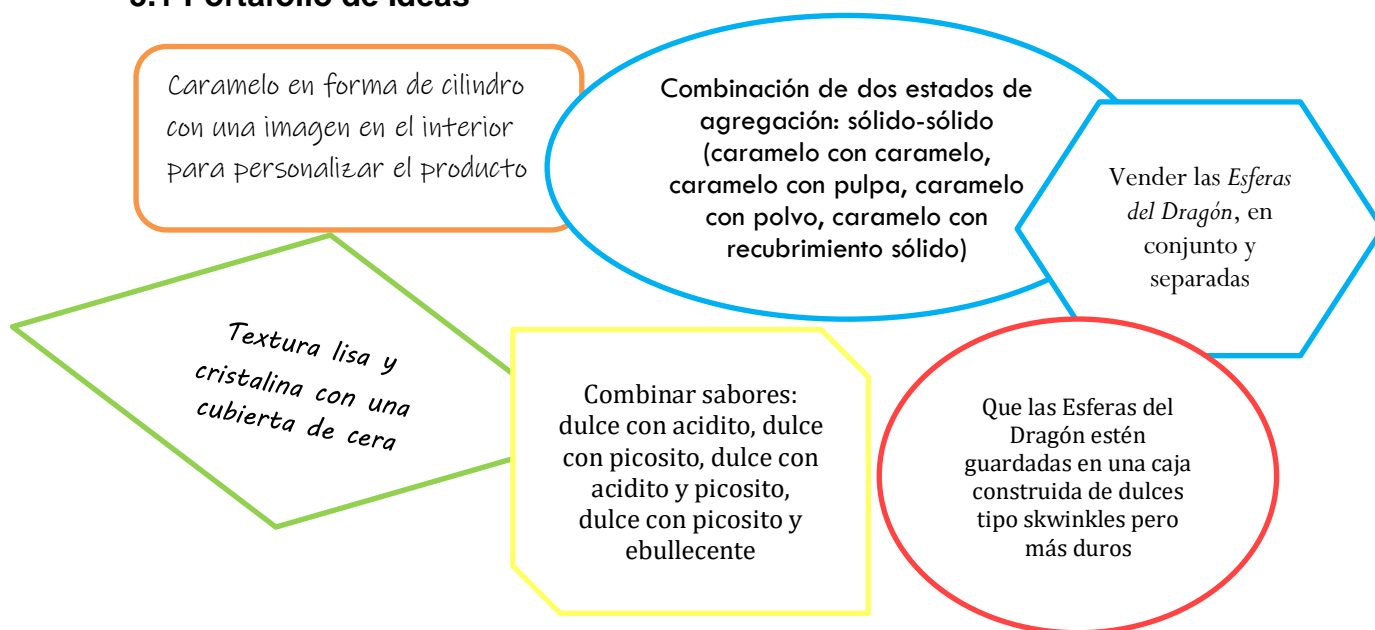 Portafolio de Ideas
Caramelo en forma de cilindro
con una imagen en el interior
para personalizar el producto
Combinación de dos estados de
agregación: sólido-sólido
(caramelo con caramelo,
caramelo con pulpa, caramelo
con polvo, caramelo con
recubrimiento sólido)
Vender las Esferas
del Dragón, en
conjunto y
separadas
Textura lisa y
cristalina con una
cubierta de cera
Combinar sabores:
dulce con acidito, dulce
con picosito, dulce con
acidito y picosito,
dulce con picosito y
ebullecente
Que las Esferas del
Dragón estén
guardadas en una caja
construida de dulces
tipo skwinkles pero
más duros